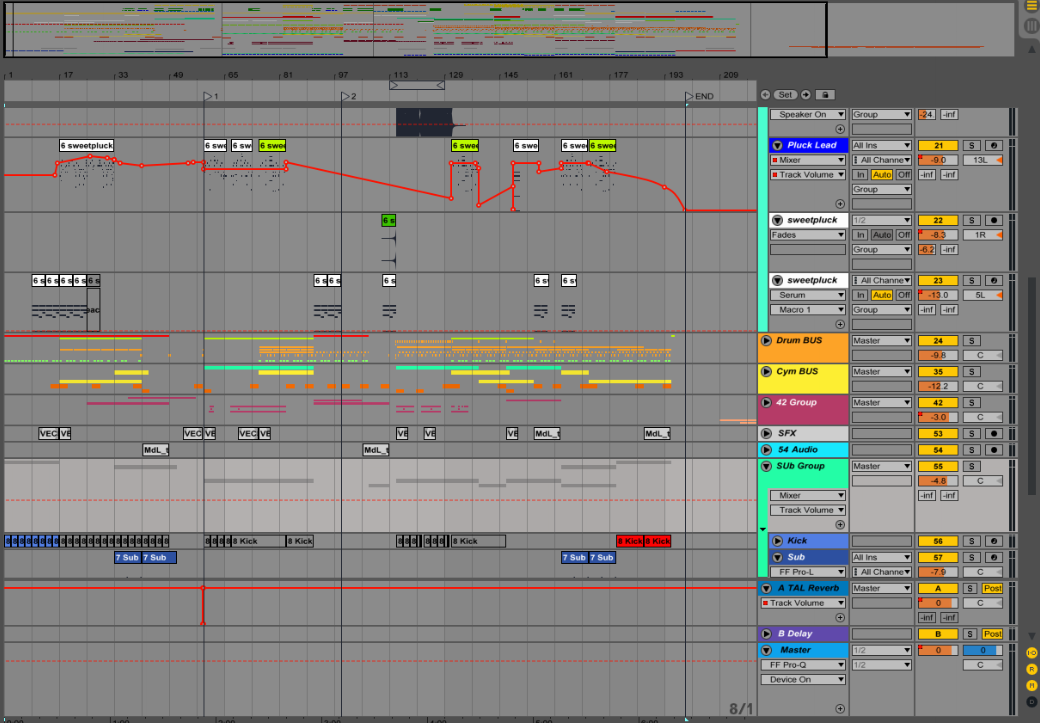 1 17 33 49 65 81 97 113 129 145 161 177 193 209
Set
1 2 END
Speaker On Group -24. -inf
Pluck Lead All Ins 21 S
6 sweetpluck 6 swe 6 sw 6 swe 6 swe 6 swe 6 swe 6 swe
Mixer All Channe -9.0 13L
Track Volume In Auto Off -inf -inf
Group
6 s sweetpluck 1/2 22 S
Fades In Auto Off -8.3 1R
Group -6.2 -inf
6 s 6 s 6 s 6 s 6 s 6 s 6 s 6 s 6 s 6 s sweetpluck All Channe 23 S
Serum In Auto Off -13.0 5L
Macro 1 Group -inf -inf
Drum BUS Master 24 S
-9.8 C
Cym BUS Master 35 S
-12.2 C
42 Group Master 42 S
-3.0 C
VEC VE VEC VE VEC VE VE VE VE MdL_t MdL_t SFX 53 S
MdL_t MdL_t 54 Audio 54 S
SUb Group Master 55 S
-4.8 C
Mixer -inf -inf
Track Volume
8 Kick 8 Kick 8 Kick 8 Kick 8 Kick Kick 56 S
7 Sub 7 Sub 7 Sub 7 Sub Sub All Ins 57 S
FF Pro-L All Channe -7.9 C
A TAL Reverb Master A S Post
Track Volume 0 C
-inf -inf
B Delay B S Post
Master 1/2 0 0
FF Pro-Q 1/2 C
Device On
8/1